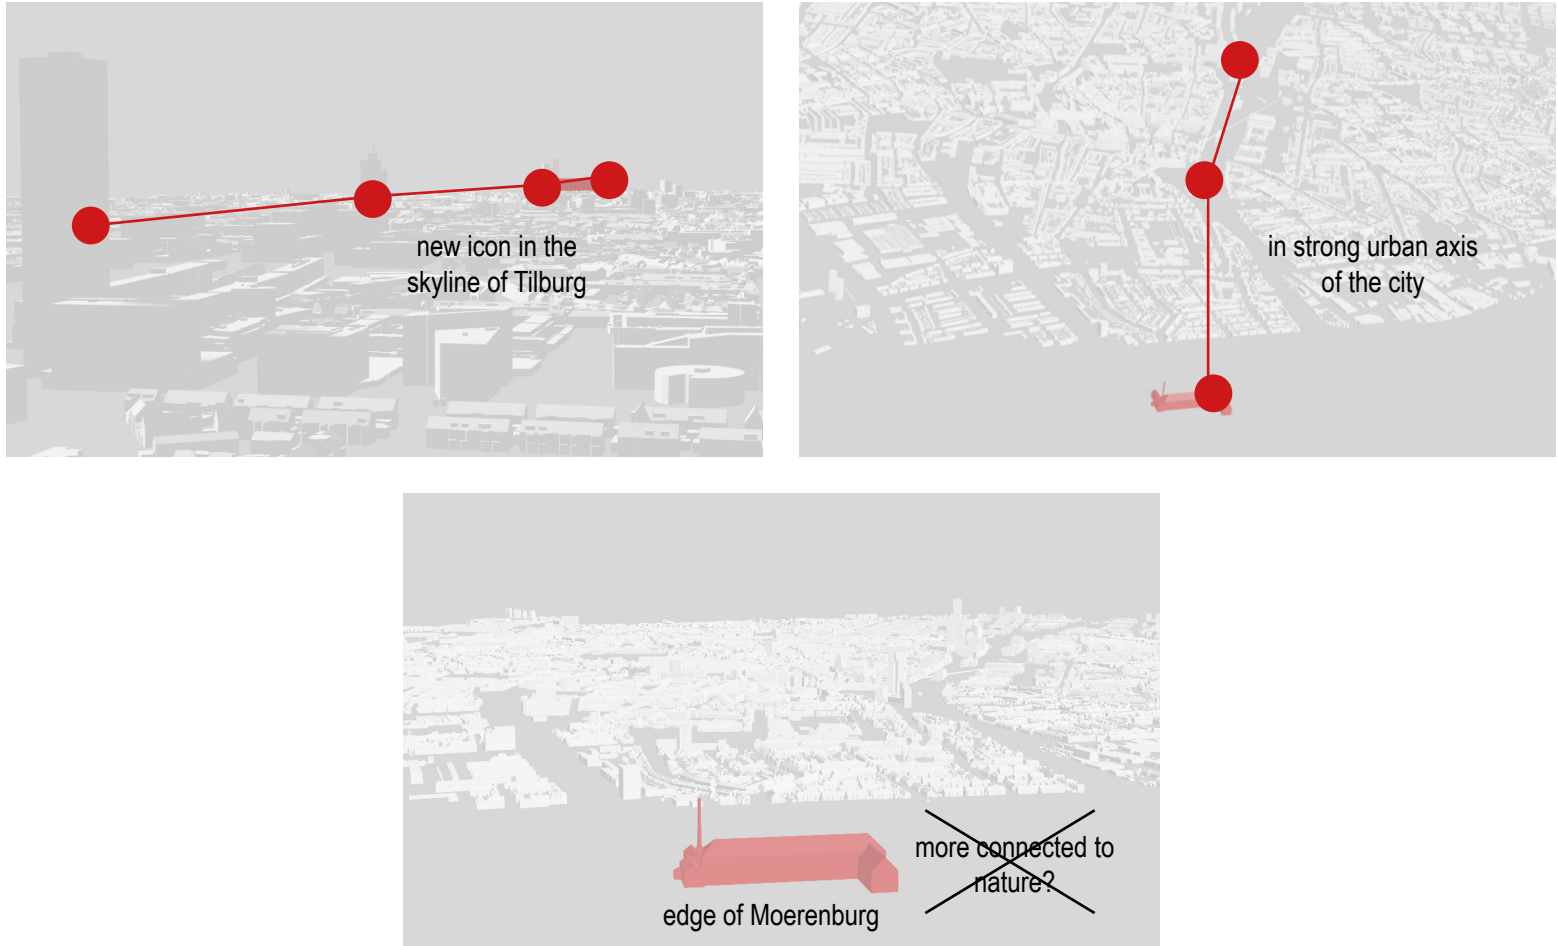 new icon in the
skyline of Tilburg
in strong urban axis
of the city
more connected to
nature?
edge of Moerenburg